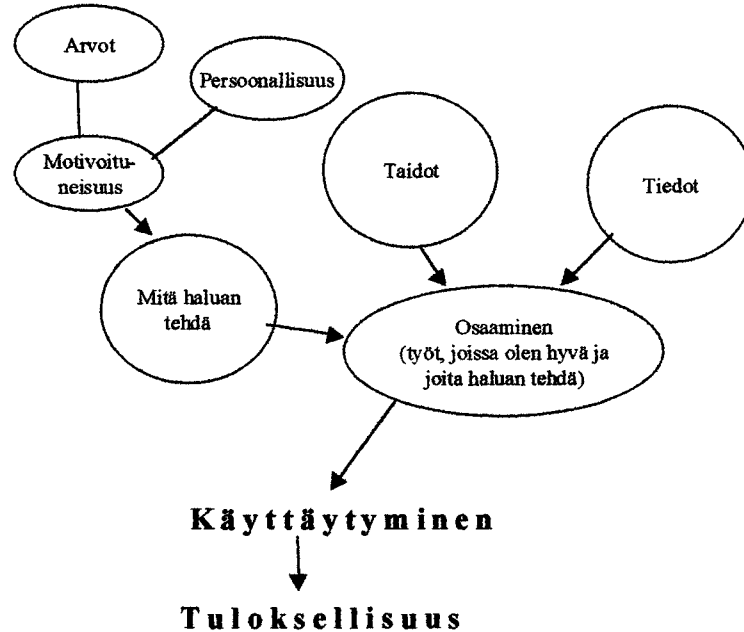 Arvot
Persoonallisuus
Motivoitu-
neisuus
Taidot
Tiedot
Mitä haluan
tehdä
Osaaminen
(työt, joissa olen hyvä ja
joita haluan tehdä)
Käyttäytyminen
Tuloksellisuus